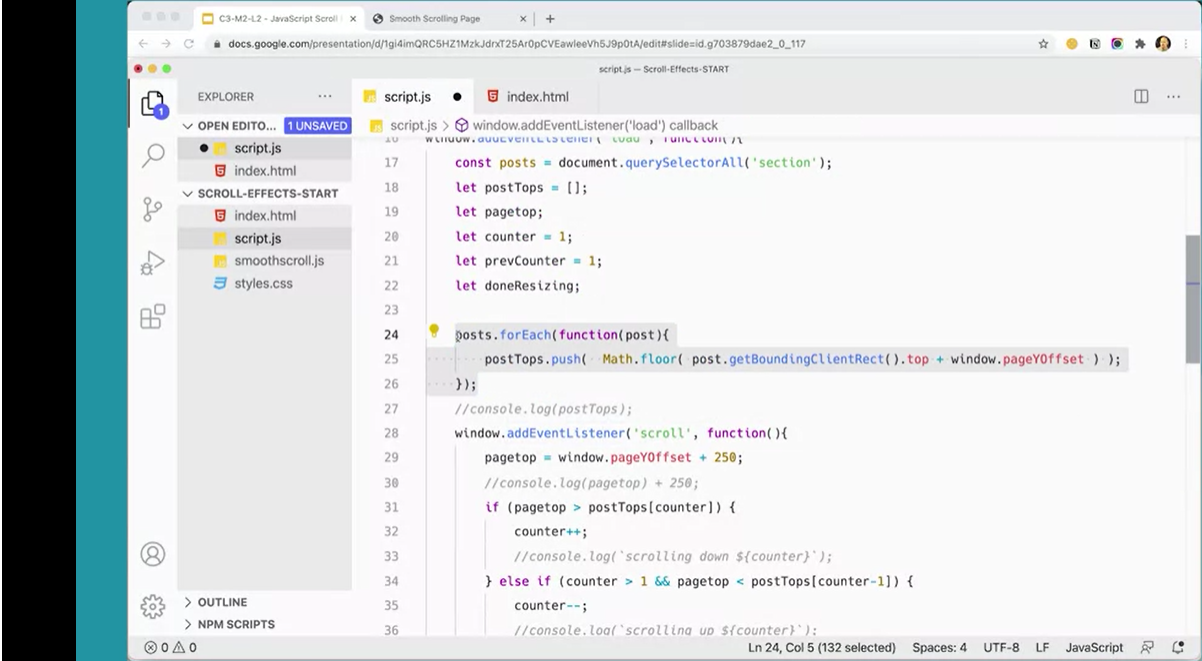 C3-M2-L2 - JavaScript Scroll
Smooth Scrolling Page
docs.google.com/presentation/d/1gi4imQRC5HZ1MzkJdrxT25Ar0pCVEawleeVh5J9p0tA/edit#slide=id.g703879dae2_0_117
script.js — Scroll-Effects-START
EXPLORER
script.js
index.html
1
OPEN EDITO...
1 UNSAVED
script.js > window.addEventListener('load') callback
script.js
index.html
SCROLL-EFFECTS-START
index.html
script.js
smoothscroll.js
styles.css
OUTLINE
NPM SCRIPTS
16 window.addEventListener('load', function(){
17 const posts = document.querySelectorAll('section');
18 let postTops = [];
19 let pagetop;
20 let counter = 1;
21 let prevCounter = 1;
22 let doneResizing;
23
24 posts.forEach(function(post){
25 postTops.push( Math.floor( post.getBoundingClientRect().top + window.pageYOffset ) );
26 });
27 //console.log(postTops);
28 window.addEventListener('scroll', function(){
29 pagetop = window.pageYOffset + 250;
30 //console.log(pagetop) + 250;
31 if (pagetop > postTops[counter]) {
32 counter++;
33 //console.log(`scrolling down ${counter}`);
34 } else if (counter > 1 && pagetop < postTops[counter-1]) {
35 counter--;
36 //console.log(`scrolling up ${counter}`);
0 0
Ln 24, Col 5 (132 selected)
Spaces: 4
UTF-8
LF
JavaScript